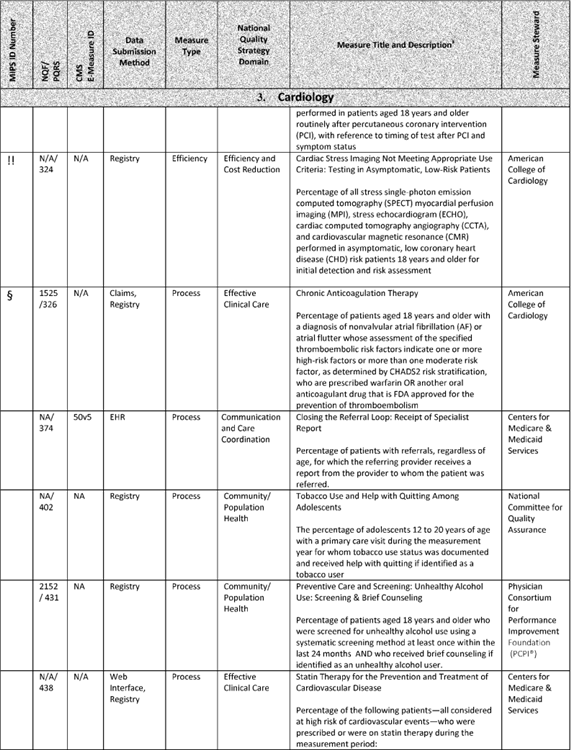 MIPS ID Number
NQF/
PQRS
CMS
E-Measure ID
Data
Submission
Method
Measure
Type
National
Quality
Strategy
Domain
Measure Title and Description¹
Measure Steward
3. Cardiology
performed in patients aged 18 years and older
routinely after percutaneous coronary intervention
(PCI), with reference to timing of test after PCI and
symptom status
!!
N/A/
324
N/A
Registry
Efficiency
Efficiency and
Cost Reduction
Cardiac Stress Imaging Not Meeting Appropriate Use
Criteria: Testing in Asymptomatic, Low-Risk Patients
Percentage of all stress single-photon emission
computed tomography (SPECT) myocardial perfusion
imaging (MPI), stress echocardiogram (ECHO),
cardiac computed tomography angiography (CCTA),
and cardiovascular magnetic resonance (CMR)
performed in asymptomatic, low coronary heart
disease (CHD) risk patients 18 years and older for
initial detection and risk assessment
American
College of
Cardiology
§
1525
/326
N/A
Claims,
Registry
Process
Effective
Clinical Care
Chronic Anticoagulation Therapy
Percentage of patients aged 18 years and older with
a diagnosis of nonvalvular atrial fibrillation (AF) or
atrial flutter whose assessment of the specified
thromboembolic risk factors indicate one or more
high-risk factors or more than one moderate risk
factor, as determined by CHADS2 risk stratification,
who are prescribed warfarin OR another oral
anticoagulant drug that is FDA approved for the
prevention of thromboembolism
American
College of
Cardiology
NA/
374
50v5
EHR
Process
Communication
and Care
Coordination
Closing the Referral Loop: Receipt of Specialist
Report
Percentage of patients with referrals, regardless of
age, for which the referring provider receives a
report from the provider to whom the patient was
referred.
Centers for
Medicare &
Medicaid
Services
NA/
402
NA
Registry
Process
Community/
Population
Health
Tobacco Use and Help with Quitting Among
Adolescents
The percentage of adolescents 12 to 20 years of age
with a primary care visit during the measurement
year for whom tobacco use status was documented
and received help with quitting if identified as a
tobacco user
National
Committee for
Quality
Assurance
2152
/ 431
NA
Registry
Process
Community/
Population
Health
Preventive Care and Screening: Unhealthy Alcohol
Use: Screening & Brief Counseling
Percentage of patients aged 18 years and older who
were screened for unhealthy alcohol use using a
systematic screening method at least once within the
last 24 months AND who received brief counseling if
identified as an unhealthy alcohol user.
Physician
Consortium
for
Performance
Improvement
Foundation
(PCPI®)
N/A/
438
N/A
Web
Interface,
Registry
Process
Effective
Clinical Care
Statin Therapy for the Prevention and Treatment of
Cardiovascular Disease
Percentage of the following patients—all considered
at high risk of cardiovascular events—who were
prescribed or were on statin therapy during the
measurement period:
Centers for
Medicare &
Medicaid
Services